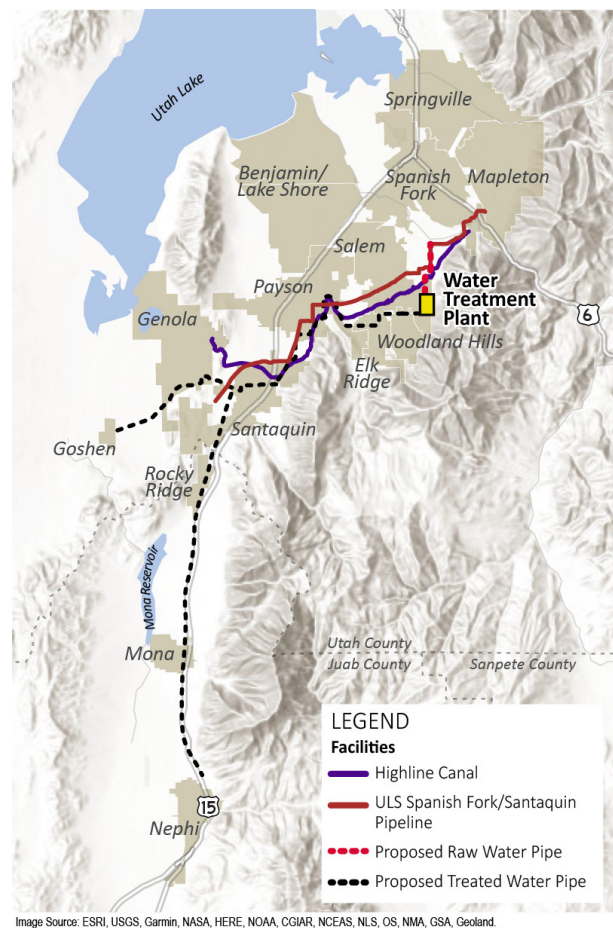 Utah Lake
Springville
Benjamin/
Lake Shore
Spanish
Fork
Mapleton
Salem
Payson
Water
Treatment
Plant
6
Genola
Woodland Hills
Elk
Ridge
Santaquin
Goshen
Rocky
Ridge
Mona Reservoir
Mona
Utah County
Juab County
Sanpete County
15
Nephi
LEGEND
Facilities
Highline Canal
ULS Spanish Fork/Santaquin
Pipeline
Proposed Raw Water Pipe
Proposed Treated Water Pipe
Image Source: ESRI, USGS, Garmin, NASA, HERE, NOAA, CGIAR, NCEAS, NLS, OS, NMA, GSA, Geoland.